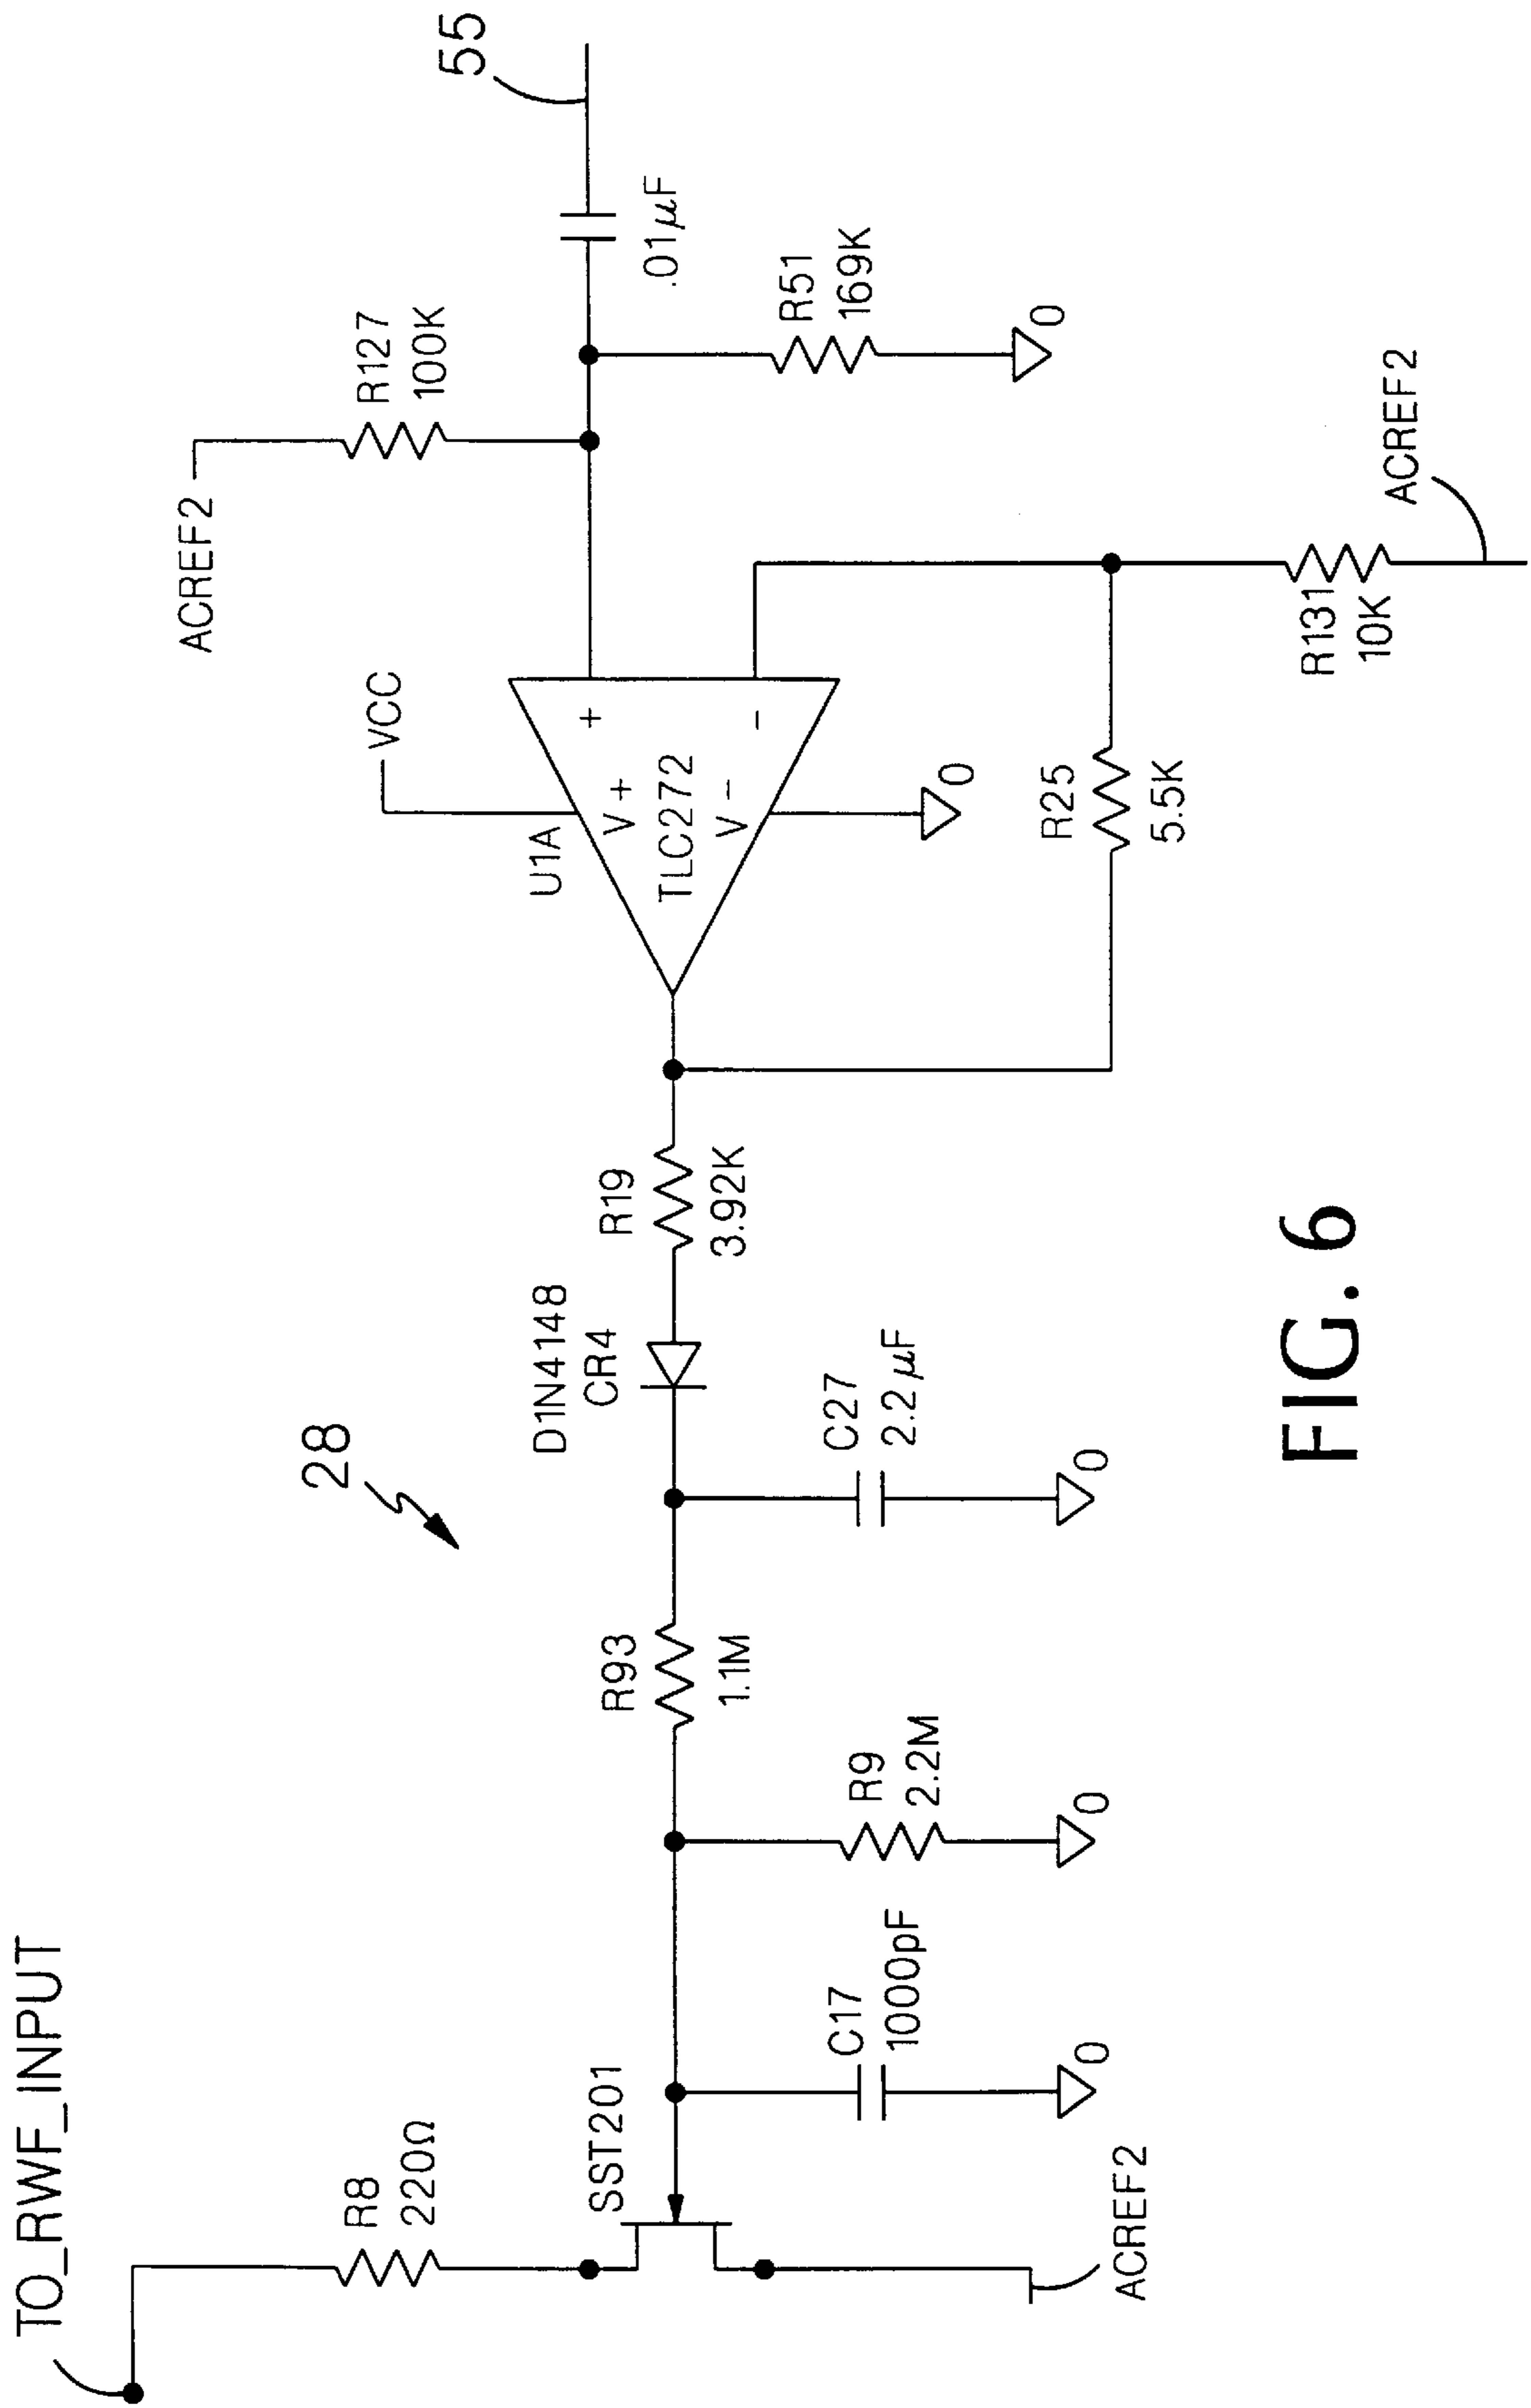 TO_RWF_INPUT
R8
220Ω
SST201
ACREF2
C17
1000pF
0
R9
2.2M
0
R93
1.1M
28
C27
2.2μF
0
D1N4148
CR4
R19
3.92K
U1A
VCC
V+
TLC272
V-
+
-
0
R25
5.5K
ACREF2
R127
100K
R51
169K
0
.01μF
55
R131
10K
ACREF2
FIG. 6